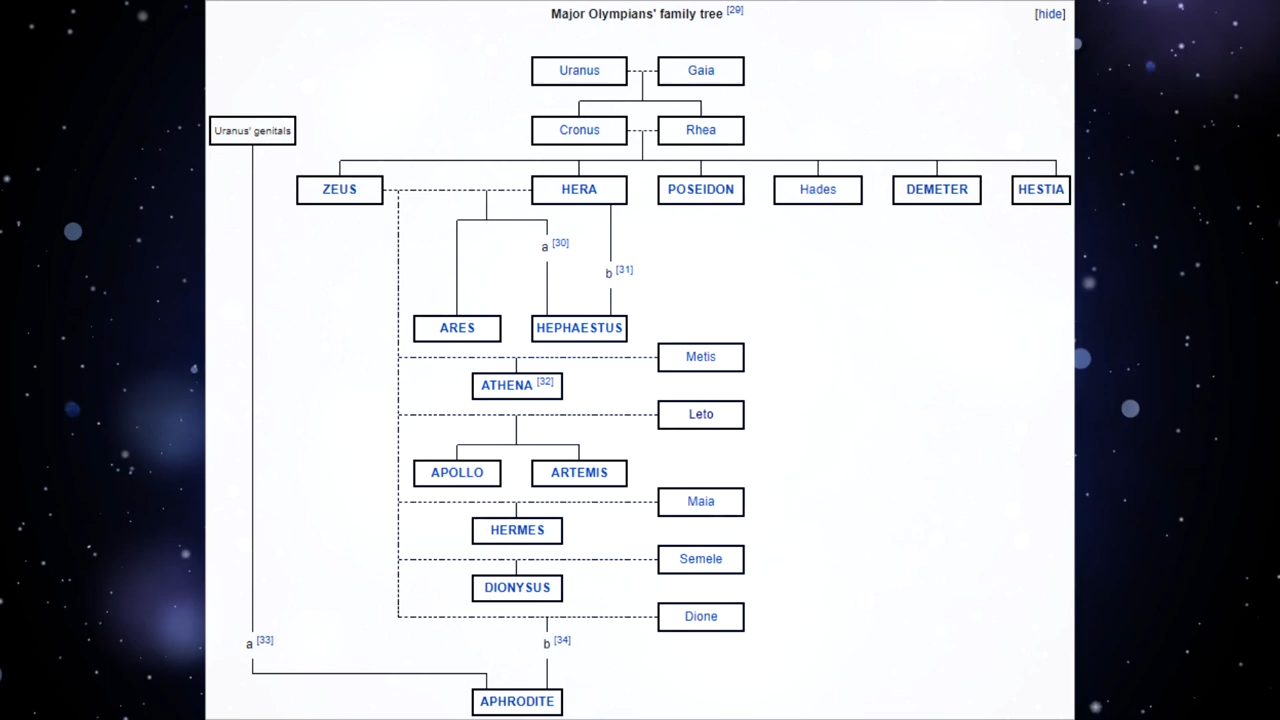 Major Olympians' family tree [29]
[hide]
Uranus
Gaia
Uranus' genitals
Cronus
Rhea
ZEUS
HERA
POSEIDON
Hades
DEMETER
HESTIA
a [30]
b [31]
ARES
HEPHAESTUS
Metis
ATHENA [32]
Leto
APOLLO
ARTEMIS
Maia
HERMES
Semele
DIONYSUS
Dione
a [33]
b [34]
APHRODITE